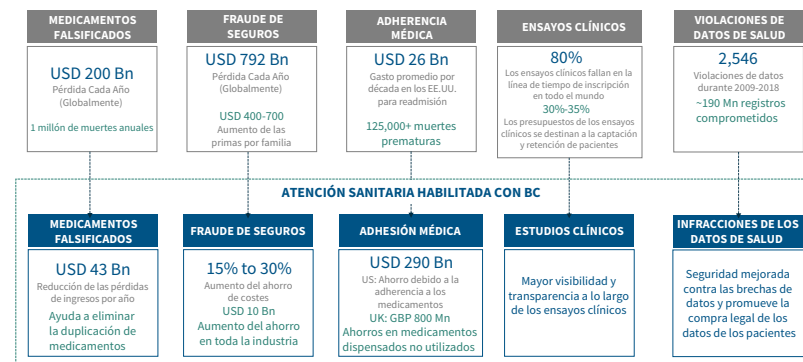 MEDICAMENTOS
FALSIFICADOS
USD 200 Bn
Pérdida Cada Año
(Globalmente)
1 millón de muertes anuales
FRAUDE DE
SEGUROS
USD 792 Bn
Pérdida Cada Año
(Globalmente)
USD 400-700
Aumento de las
primas por familia
ADHERENCIA
MÉDICA
USD 26 Bn
Gasto promedio por
década en los EE.UU.
para readmisión
125,000+ muertes
prematuras
ENSAYOS CLÍNICOS
80%
Los ensayos clínicos fallan en la
línea de tiempo de inscripción
en todo el mundo
30%-35%
Los presupuestos de los ensayos
clínicos se destinan a la captación
y retención de pacientes
VIOLACIONES DE
DATOS DE SALUD
2,546
Violaciones de datos
durante 2009-2018
~190 Mn registros
comprometidos
ATENCIÓN SANITARIA HABILITADA CON BC
MEDICAMENTOS
FALSIFICADOS
USD 43 Bn
Reducción de las pérdidas
de ingresos por año
Ayuda a eliminar
la duplicación de
medicamentos
FRAUDE DE SEGUROS
15% to 30%
Aumento del ahorro
de costes
USD 10 Bn
Aumento del ahorro
en toda la industria
ADHESIÓN MÉDICA
USD 290 Bn
US: Ahorro debido a la
adherencia a los
medicamentos
UK: GBP 800 Mn
Ahorros en medicamentos
dispensados no utilizados
ESTUDIOS CLÍNICOS
Mayor visibilidad y
transparencia a lo largo
de los ensayos clínicos
INFRACCIONES DE LOS
DATOS DE SALUD
Seguridad mejorada
contra las brechas de
datos y promueve la
compra legal de los
datos de los pacientes